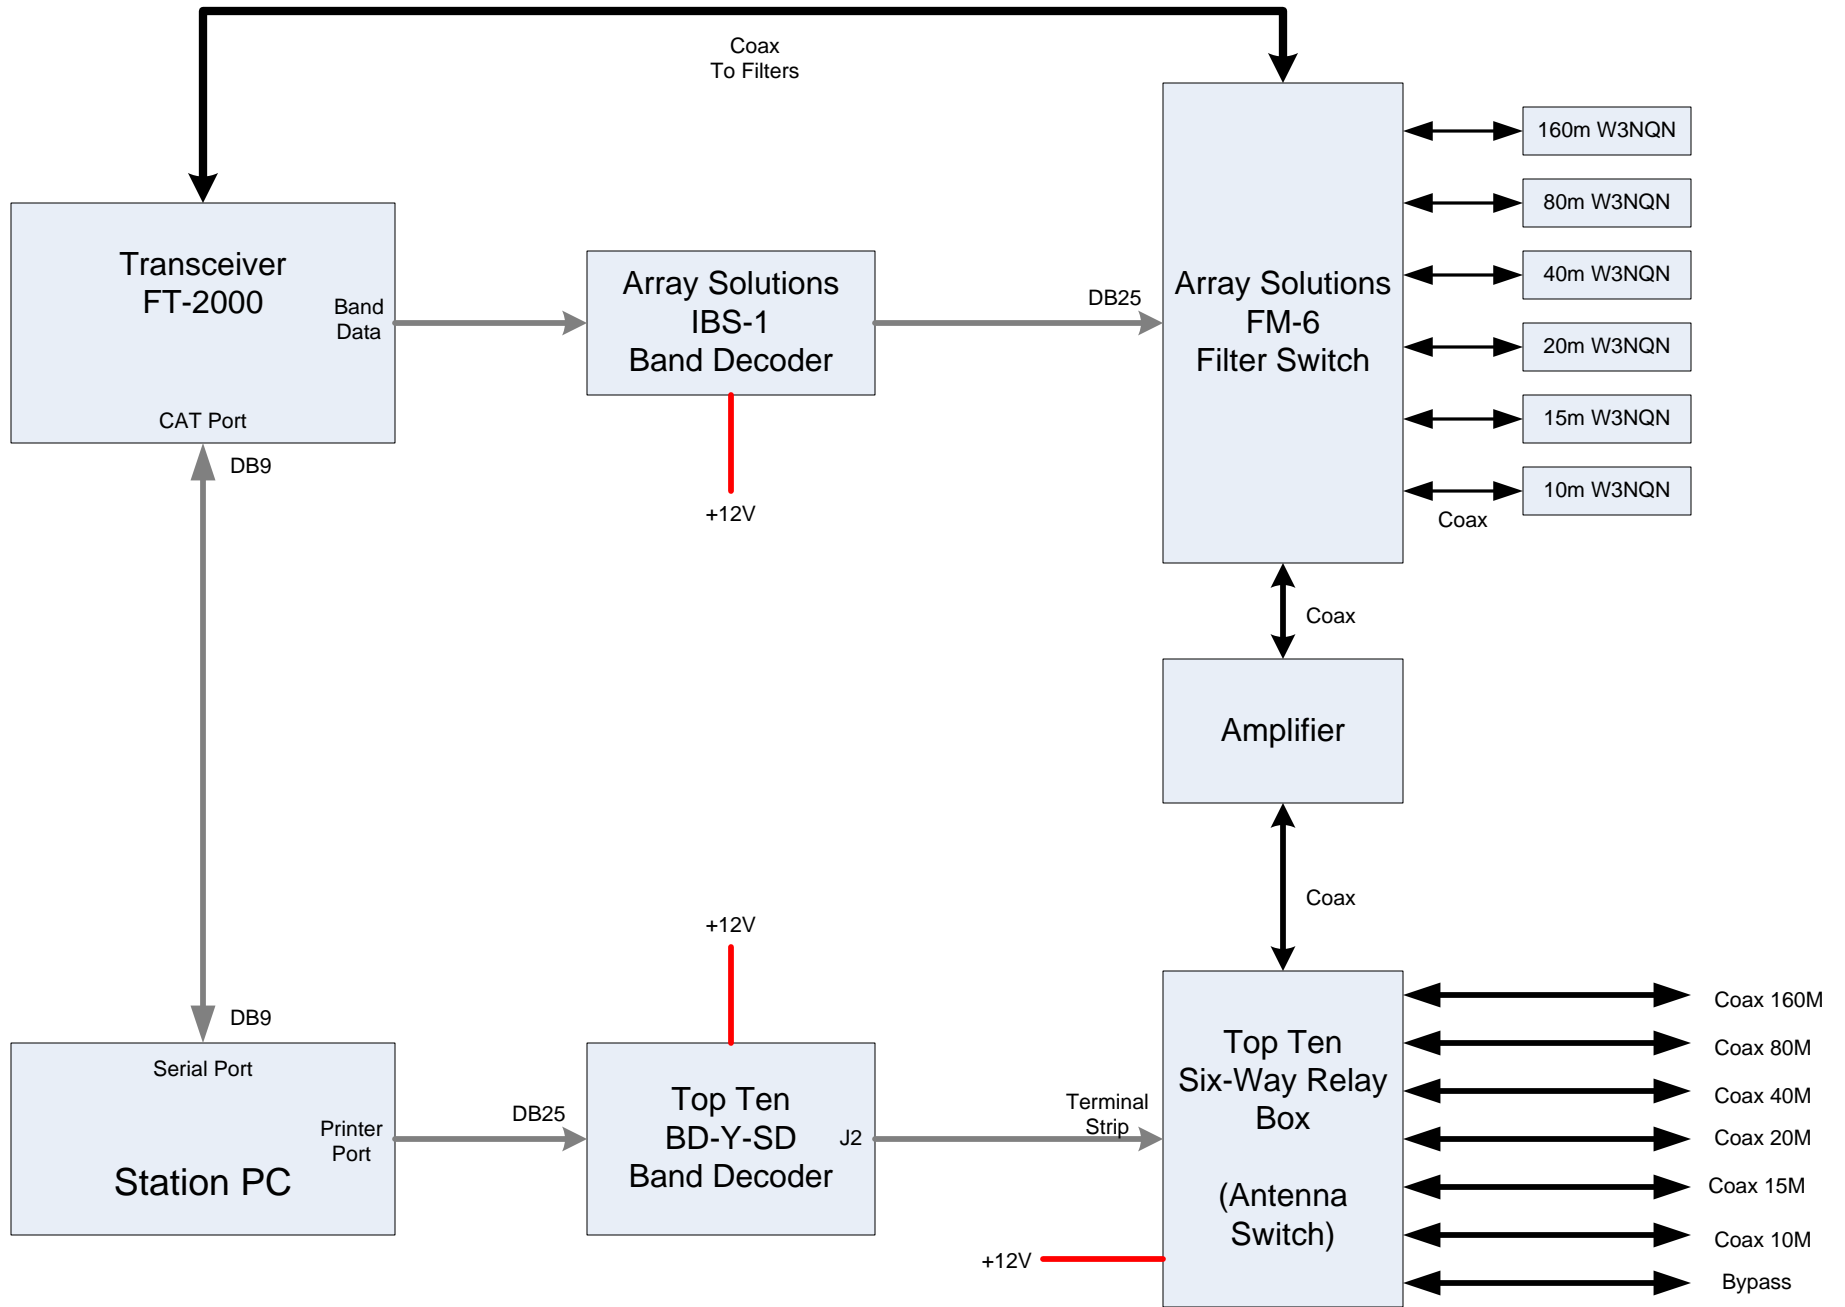 Coax
To Filters
Transceiver
FT-2000
Band
Data
CAT Port
DB9
Array Solutions
IBS-1
Band Decoder
+12V
DB25
Array Solutions
FM-6
Filter Switch
160m W3NQN
80m W3NQN
40m W3NQN
20m W3NQN
15m W3NQN
10m W3NQN
Coax
Coax
Amplifier
Coax
DB9
Serial Port
Printer
Port
Station PC
DB25
+12V
Top Ten
BD-Y-SD
Band Decoder
J2
Terminal
Strip
Top Ten
Six-Way Relay
Box
(Antenna
Switch)
+12V
Coax 160M
Coax 80M
Coax 40M
Coax 20M
Coax 15M
Coax 10M
Bypass